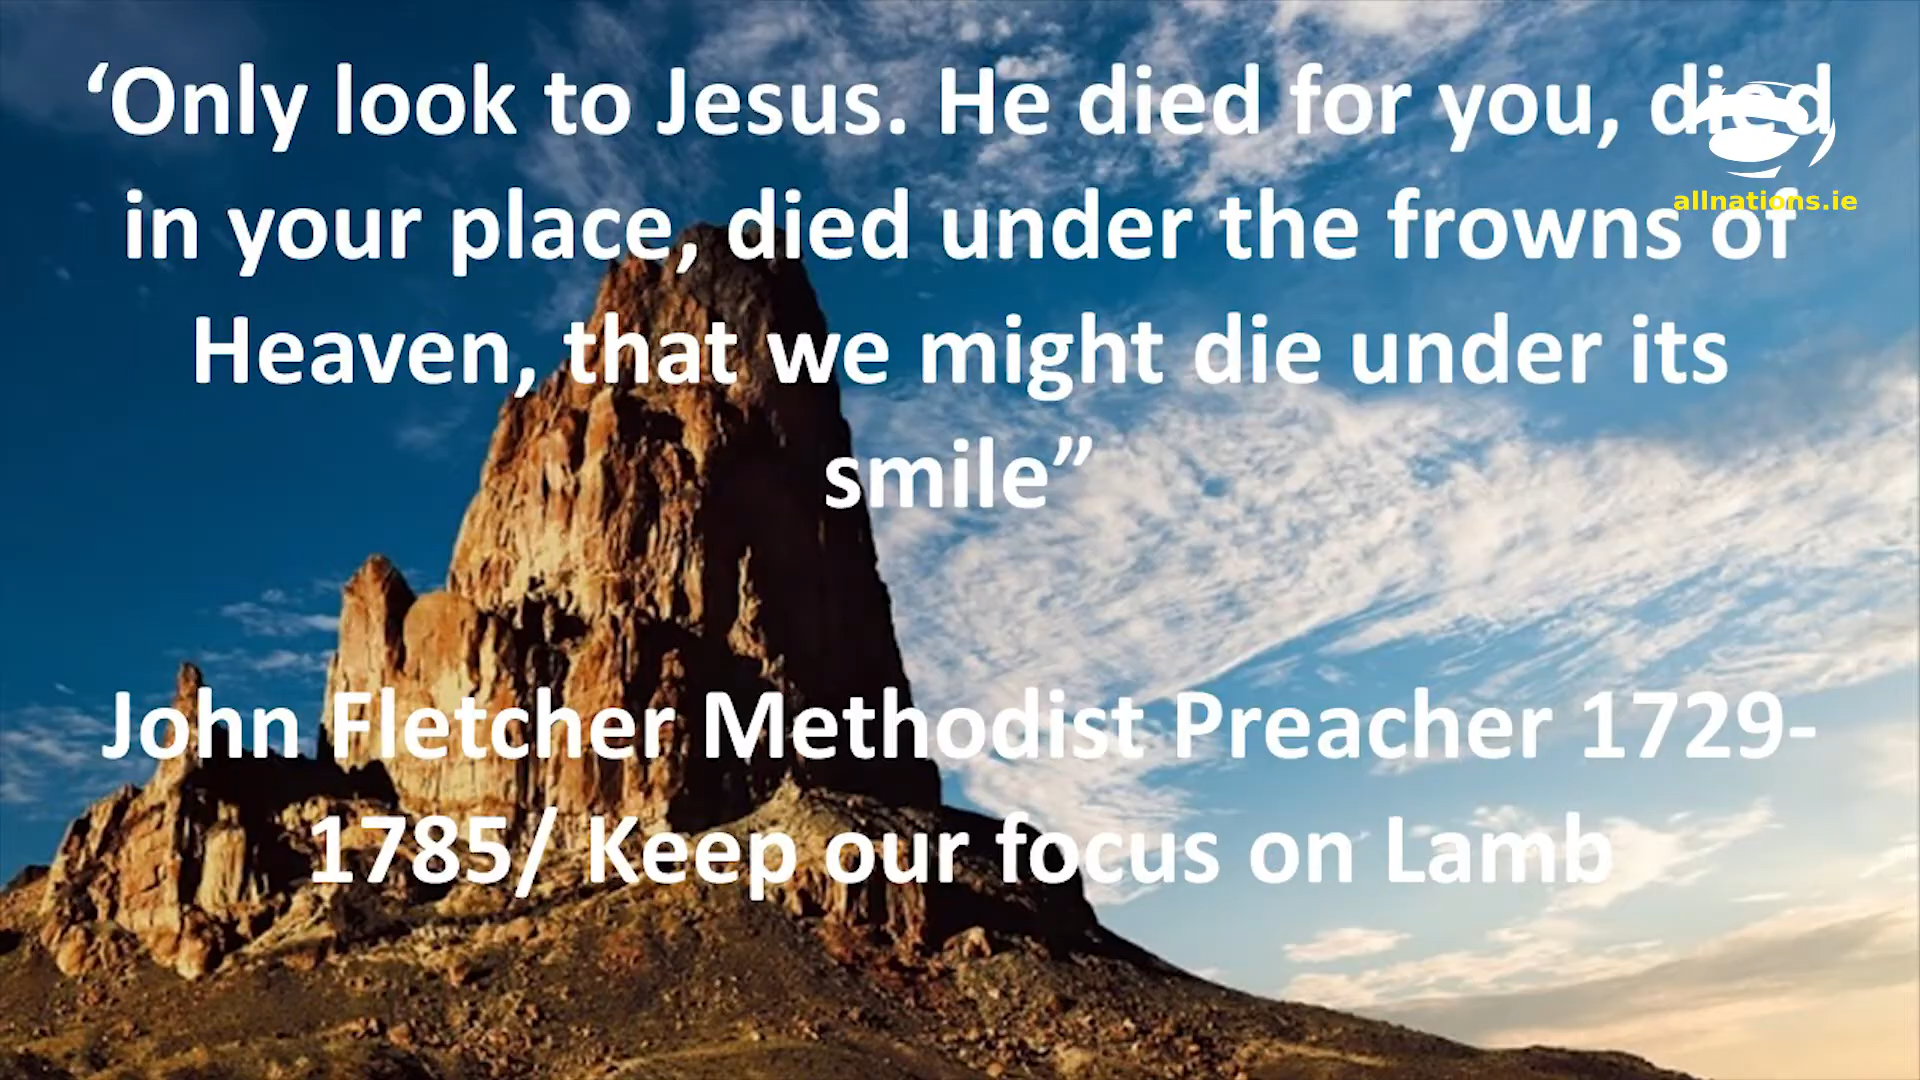 ‘Only look to Jesus. He died for you, died
in your place, died under the frowns of
Heaven, that we might die under its
smile”
John Fletcher Methodist Preacher 1729-
1785/ Keep our focus on Lamb
allnations.ie